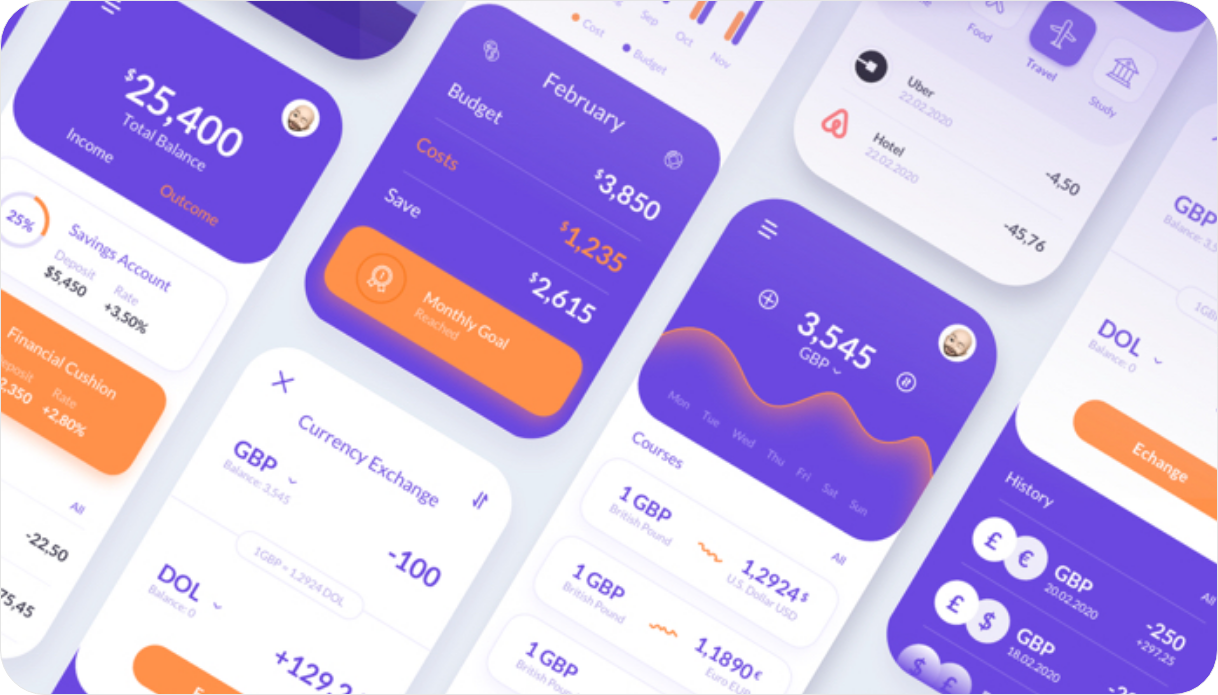 $25,400
Total Balance
Income
Outcome
25%
Savings Account
Deposit
Rate
$5,450
+3,50%
Financial Cushion
Rate
+2,80%
All
-22,50
75,45
February
Budget
$3,850
Costs
$1,235
Save
$2,615
Monthly Goal
Reached
Sep
Oct
Nov
Cost
Budget
Currency Exchange
GBP
Balance: 3,545
-100
1GBP = 1,2924 DOL
DOL
Balance: 0
+129,2
3,545
GBP
Mon
Tue
Wed
Thu
Fri
Sat
Sun
Courses
All
1 GBP
British Pound
1,2924$
U.S. Dollar USD
1 GBP
British Pound
1,1890€
Euro EUR
1 GBP
British Pound
Food
Travel
Study
Uber
22.02.2020
-4,50
Hotel
22.02.2020
-45,76
GBP
Balance: 3,5
1GB
DOL
Balance: 0
Echange
History
All
£ €
GBP
20.02.2020
-250
+297,25
£ $
GBP
18.02.2020
$ £